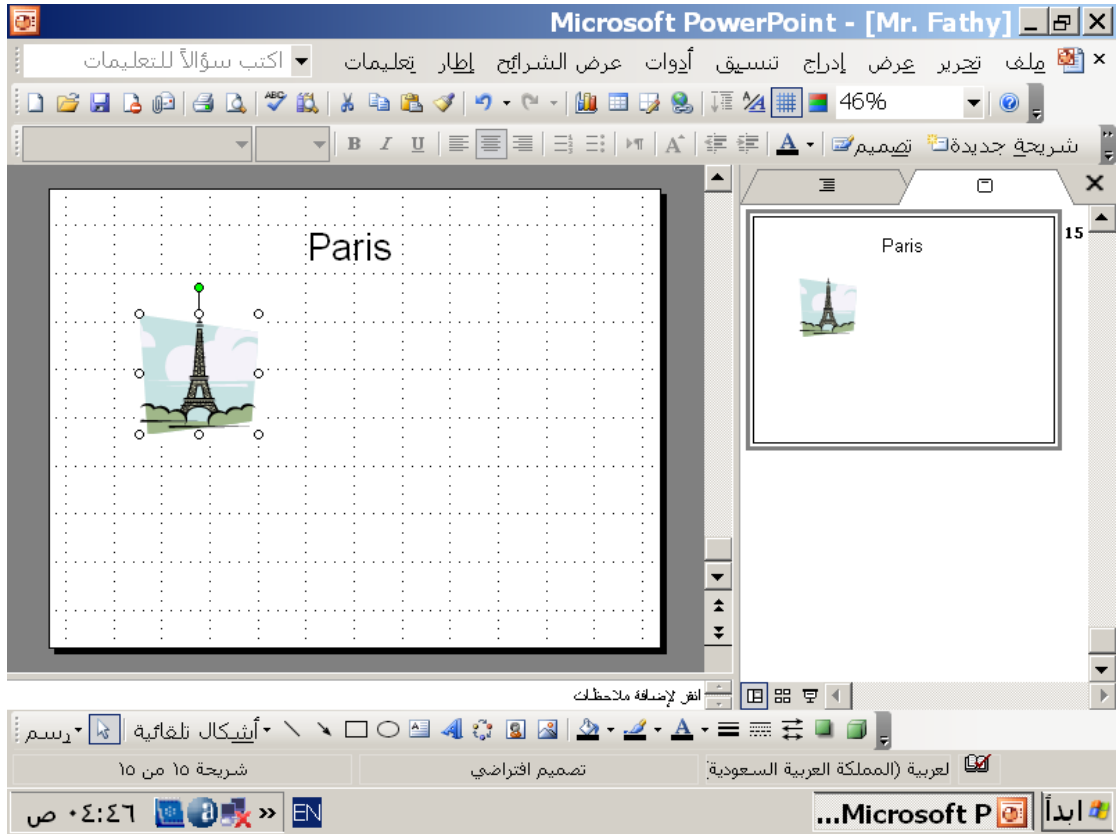 Microsoft PowerPoint - [Mr. Fathy]
ملف تحرير عرض إدراج تنسيق أدوات عرض الشرائح إطار تعليمات اكتب سؤالاً للتعليمات
46%
B I U شريحة جديدة تصميم
Paris
15
Paris
انقر لإضافة ملاحظات
رسم أشكال تلقائية
شريحة ١٥ من ١٥ تصميم افتراضي لعربية (المملكة العربية السعودية
ابدأ Microsoft P... EN ٠٤:٤٦ ص